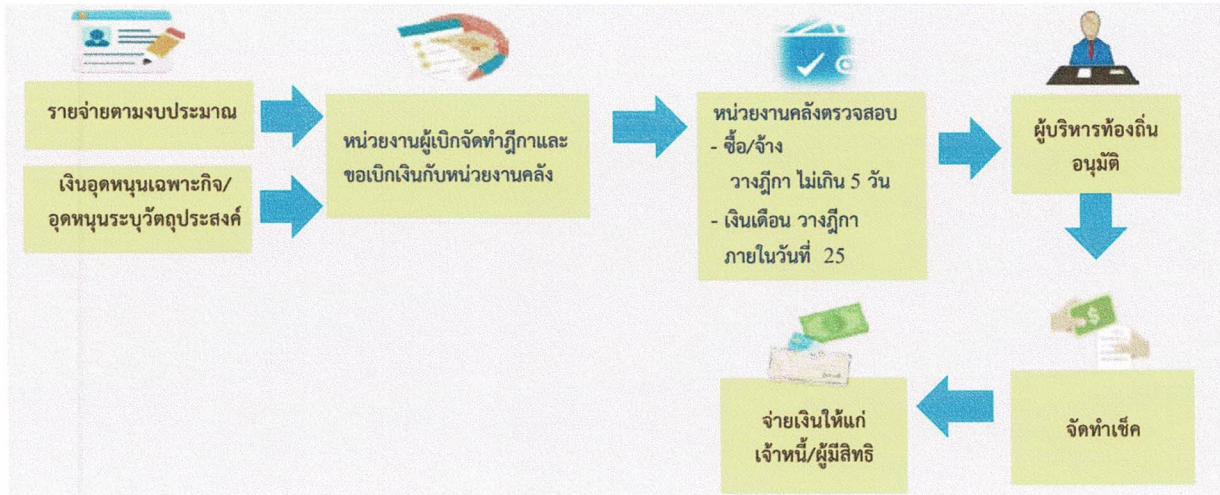 รายจ่ายตามงบประมาณ
เงินอุดหนุนเฉพาะกิจ/
อุดหนุนระบุวัตถุประสงค์
หน่วยงานผู้เบิกจัดทำฎีกาและ
ขอเบิกเงินกับหน่วยงานคลัง
หน่วยงานคลังตรวจสอบ
- ซื้อ/จ้าง
วางฎีกา ไม่เกิน 5 วัน
- เงินเดือน วางฎีกา
ภายในวันที่ 25
ผู้บริหารท้องถิ่น
อนุมัติ
จัดทำเช็ค
จ่ายเงินให้แก่
เจ้าหนี้/ผู้มีสิทธิ